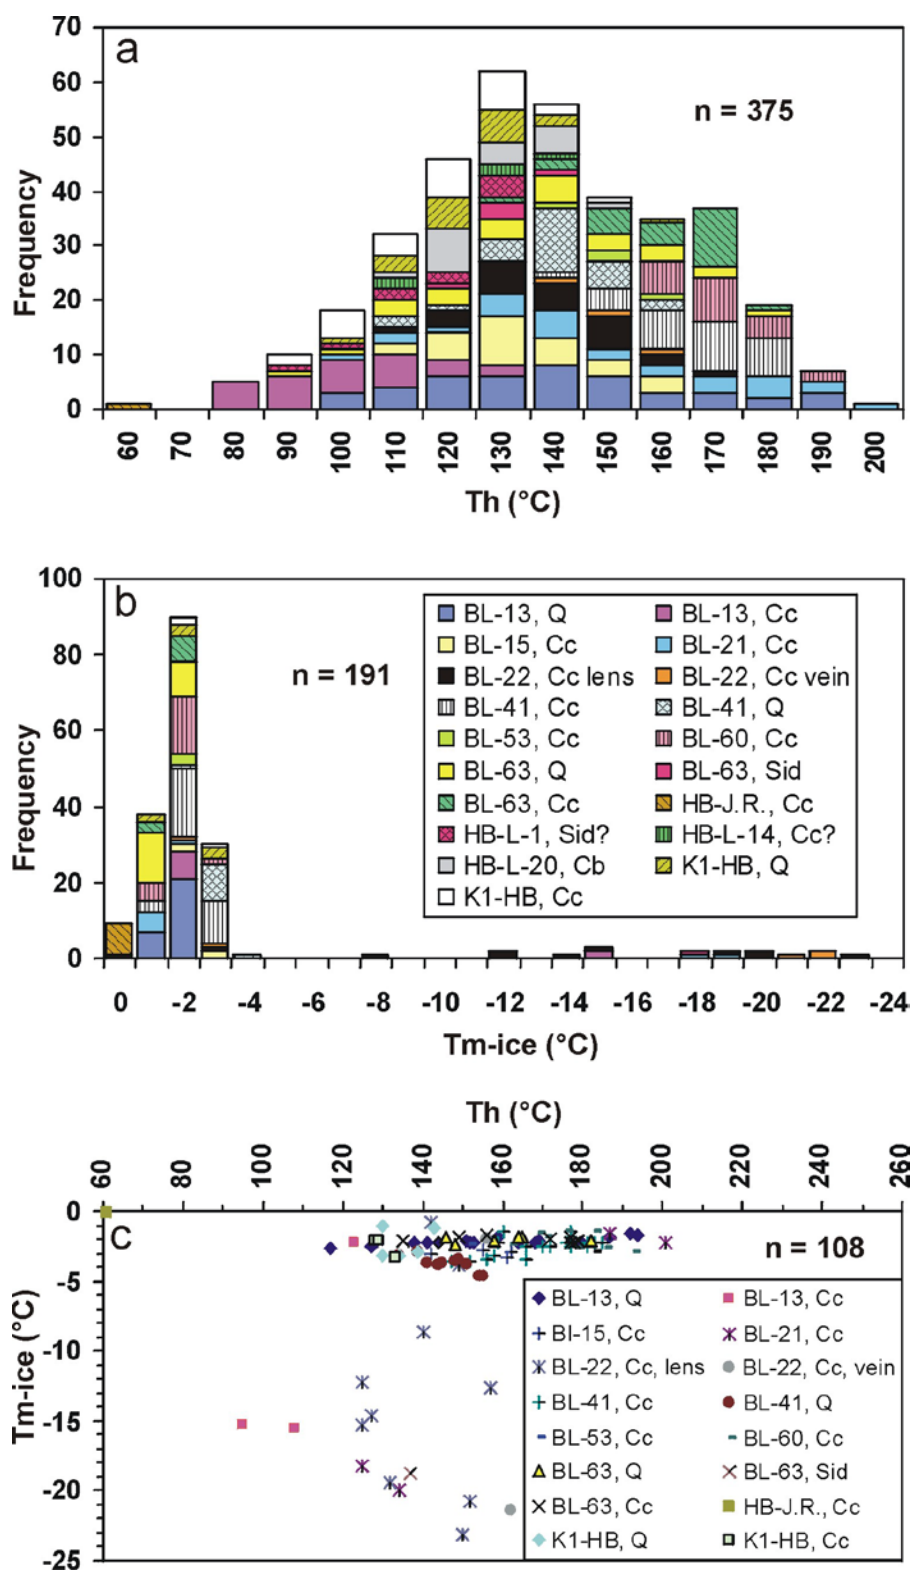 a
70
60
50
40
30
20
10
0
Frequency
n = 375
60 70 80 90 100 110 120 130 140 150 160 170 180 190 200
Th (°C)
b
100
80
60
40
20
0
Frequency
n = 191
BL-13, Q BL-13, Cc
BL-15, Cc BL-21, Cc
BL-22, Cc lens BL-22, Cc vein
BL-41, Cc BL-41, Q
BL-53, Cc BL-60, Cc
BL-63, Q BL-63, Sid
BL-63, Cc HB-J.R., Cc
HB-L-1, Sid? HB-L-14, Cc?
HB-L-20, Cb K1-HB, Q
K1-HB, Cc
0 -2 -4 -6 -8 -10 -12 -14 -16 -18 -20 -22 -24
Tm-ice (°C)
Th (°C)
60 80 100 120 140 160 180 200 220 240 260
c
0
-5
-10
-15
-20
-25
Tm-ice (°C)
n = 108
BL-13, Q BL-13, Cc
Bl-15, Cc BL-21, Cc
BL-22, Cc, lens BL-22, Cc, vein
BL-41, Cc BL-41, Q
BL-53, Cc BL-60, Cc
BL-63, Q BL-63, Sid
BL-63, Cc HB-J.R., Cc
K1-HB, Q K1-HB, Cc